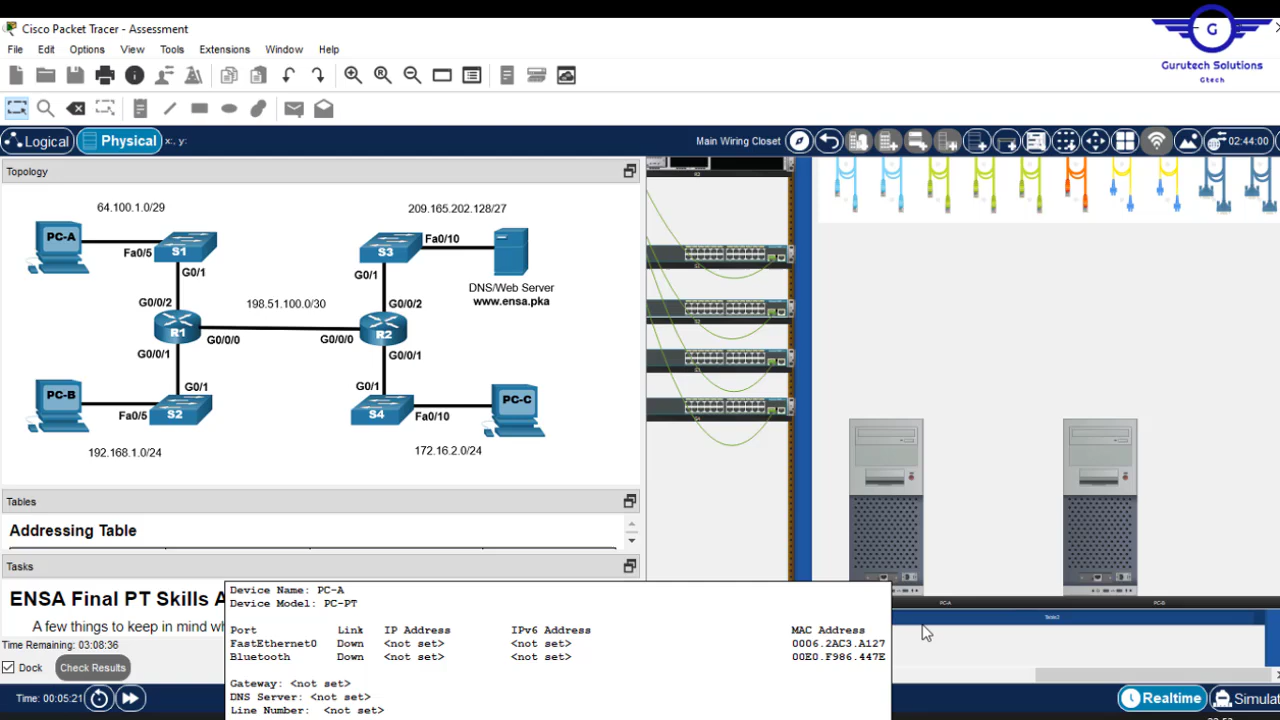 Cisco Packet Tracer - Assessment
G
Gurutech Solutions
Gtech
File Edit Options View Tools Extensions Window Help
Logical Physical x:, y: Main Wiring Closet 02:44:00
Topology
64.100.1.0/29
209.165.202.128/27
PC-A
Fa0/5
S1
G0/1
S3
Fa0/10
G0/1
DNS/Web Server
www.ensa.pka
G0/0/2
198.51.100.0/30
G0/0/2
R1
G0/0/0
G0/0/0
R2
G0/0/1
G0/0/1
PC-B
Fa0/5
G0/1
S2
G0/1
S4
Fa0/10
PC-C
192.168.1.0/24
172.16.2.0/24
Tables
Addressing Table
Tasks
ENSA Final PT Skills A
A few things to keep in mind wh
Time Remaining: 03:08:36
Dock Check Results
Time: 00:05:21
Device Name: PC-A
Device Model: PC-PT
Port Link IP Address IPv6 Address MAC Address
FastEthernet0 Down <not set> <not set> 0006.2AC3.A127
Bluetooth Down <not set> <not set> 00E0.F986.447E
Gateway: <not set>
DNS Server: <not set>
Line Number: <not set>
PC-A
PC-B
Realtime
Simulat